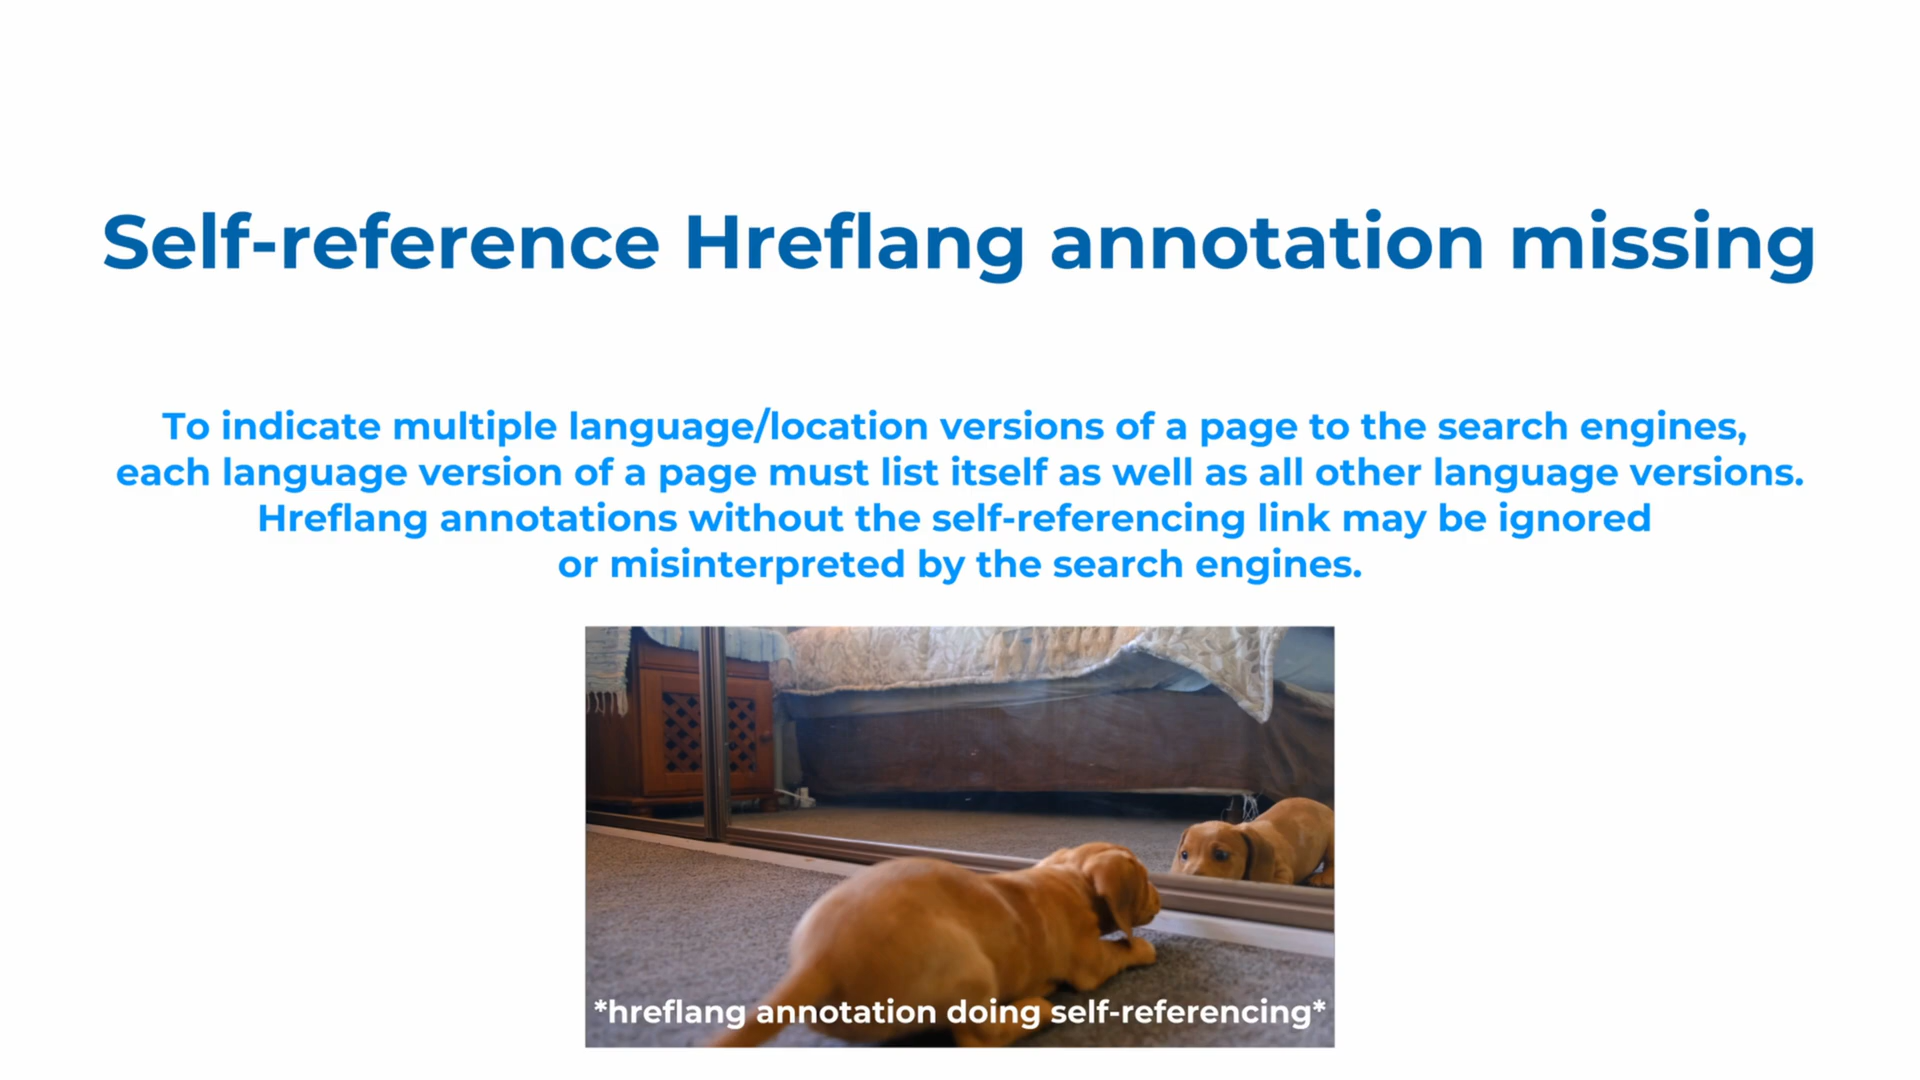 Self-reference Hreflang annotation missing
To indicate multiple language/location versions of a page to the search engines,
each language version of a page must list itself as well as all other language versions.
Hreflang annotations without the self-referencing link may be ignored
or misinterpreted by the search engines.
*hreflang annotation doing self-referencing*